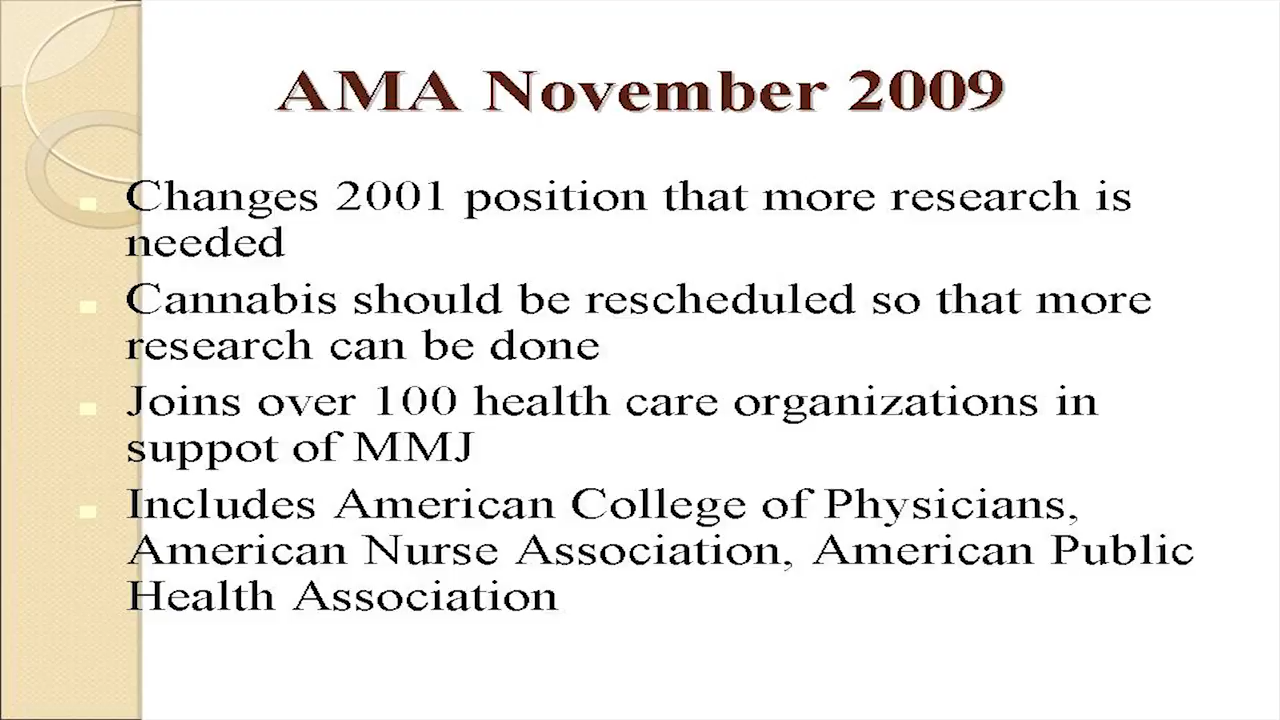 AMA November 2009
Changes 2001 position that more research is
needed
Cannabis should be rescheduled so that more
research can be done
Joins over 100 health care organizations in
suppot of MMJ
Includes American College of Physicians,
American Nurse Association, American Public
Health Association